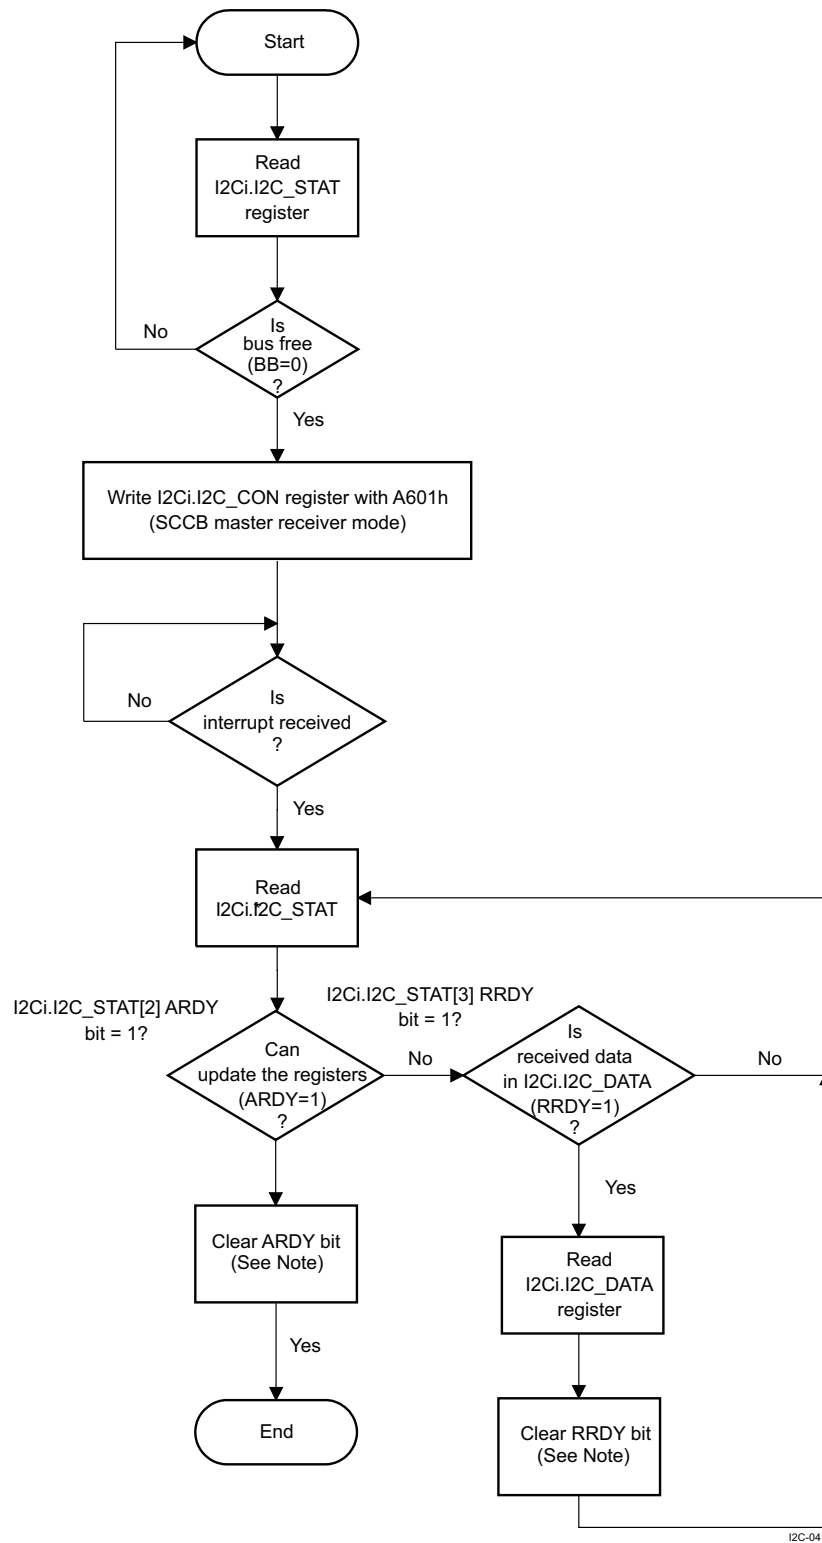 Start
Read
I2Ci.I2C_STAT
register
No
Is
bus free
(BB=0)
?
Yes
Write I2Ci.I2C_CON register with A601h
(SCCB master receiver mode)
No
Is
interrupt received
?
Yes
Read
I2Ci.I2C_STAT
I2Ci.I2C_STAT[2] ARDY
bit = 1?
I2Ci.I2C_STAT[3] RRDY
bit = 1?
Can
update the registers
(ARDY=1)
?
No
Is
received data
in I2Ci.I2C_DATA
(RRDY=1)
?
No
Yes
Clear ARDY bit
(See Note)
Read
I2Ci.I2C_DATA
register
Yes
End
Clear RRDY bit
(See Note)
I2C-04